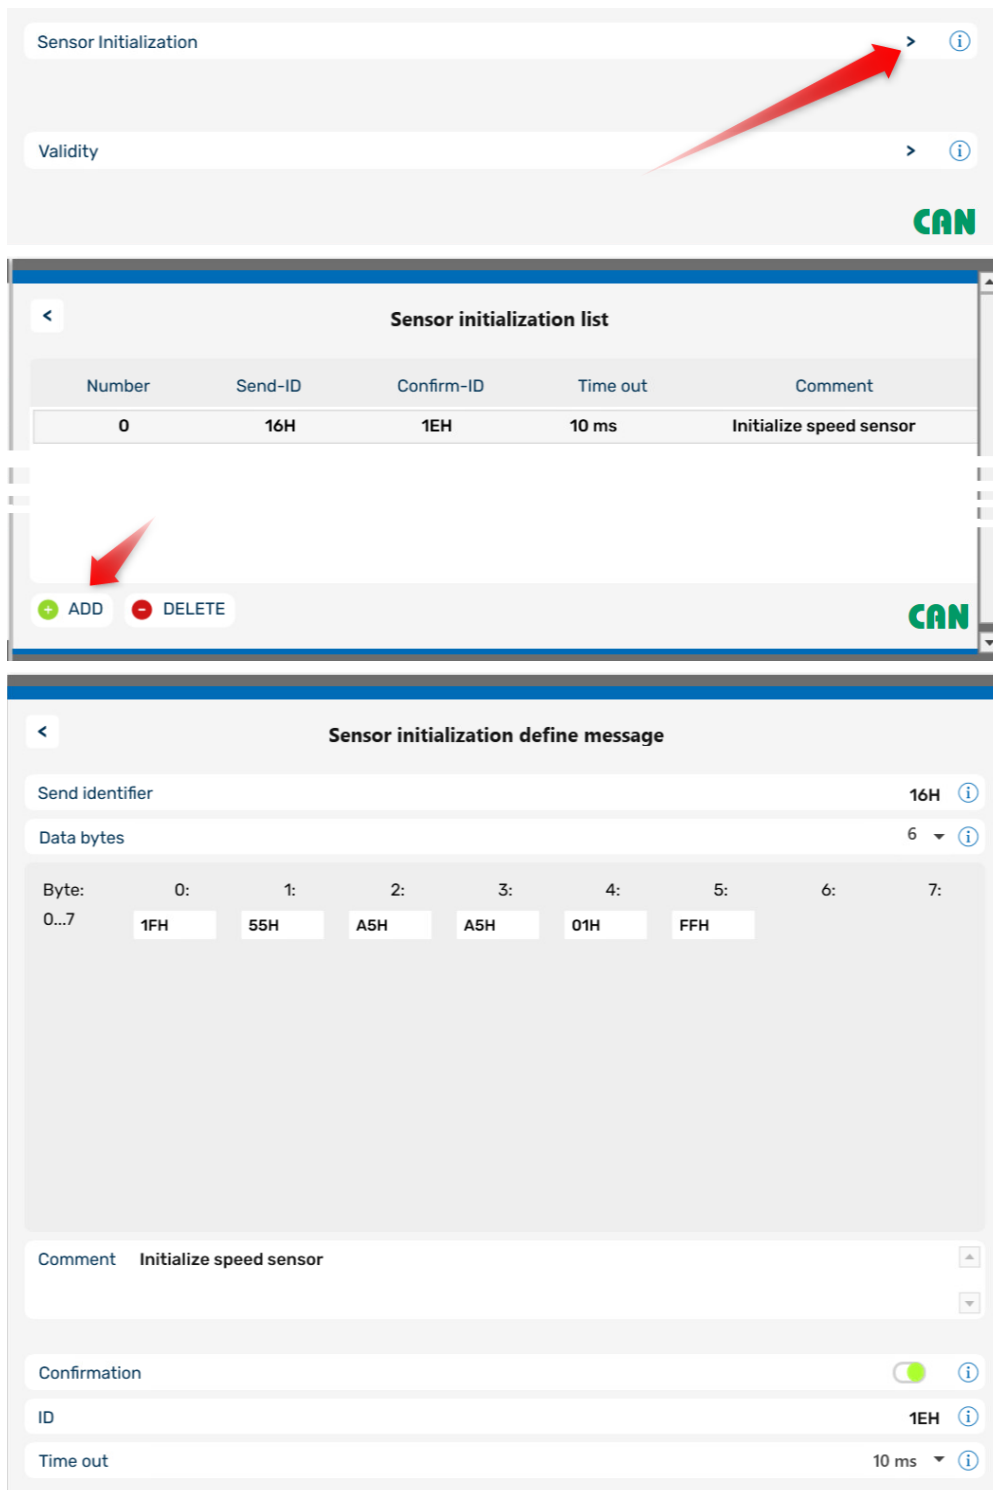 Sensor Initialization > i
Validity > i
CAN
< Sensor initialization list
Number Send-ID Confirm-ID Time out Comment
0 16H 1EH 10 ms Initialize speed sensor
+ ADD - DELETE
CAN
< Sensor initialization define message
Send identifier 16H i
Data bytes 6 i
Byte: 0: 1: 2: 3: 4: 5: 6: 7:
0...7 1FH 55H A5H A5H 01H FFH
Comment Initialize speed sensor
Confirmation i
ID 1EH i
Time out 10 ms i